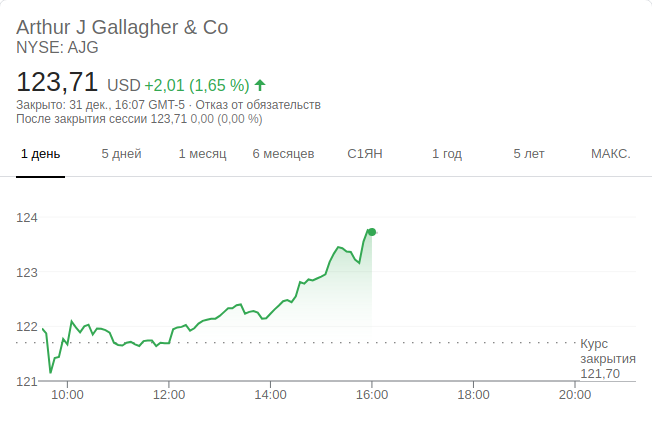 Arthur J Gallagher & Co
NYSE: AJG
123,71 USD +2,01 (1,65 %)
Закрыто: 31 дек., 16:07 GMT-5 · Отказ от обязательств
После закрытия сессии 123,71 0,00 (0,00 %)
1 день 5 дней 1 месяц 6 месяцев С1ЯН 1 год 5 лет МАКС.
124
123
122
Курс
закрытия
121,70
121
10:00 12:00 14:00 16:00 18:00 20:00